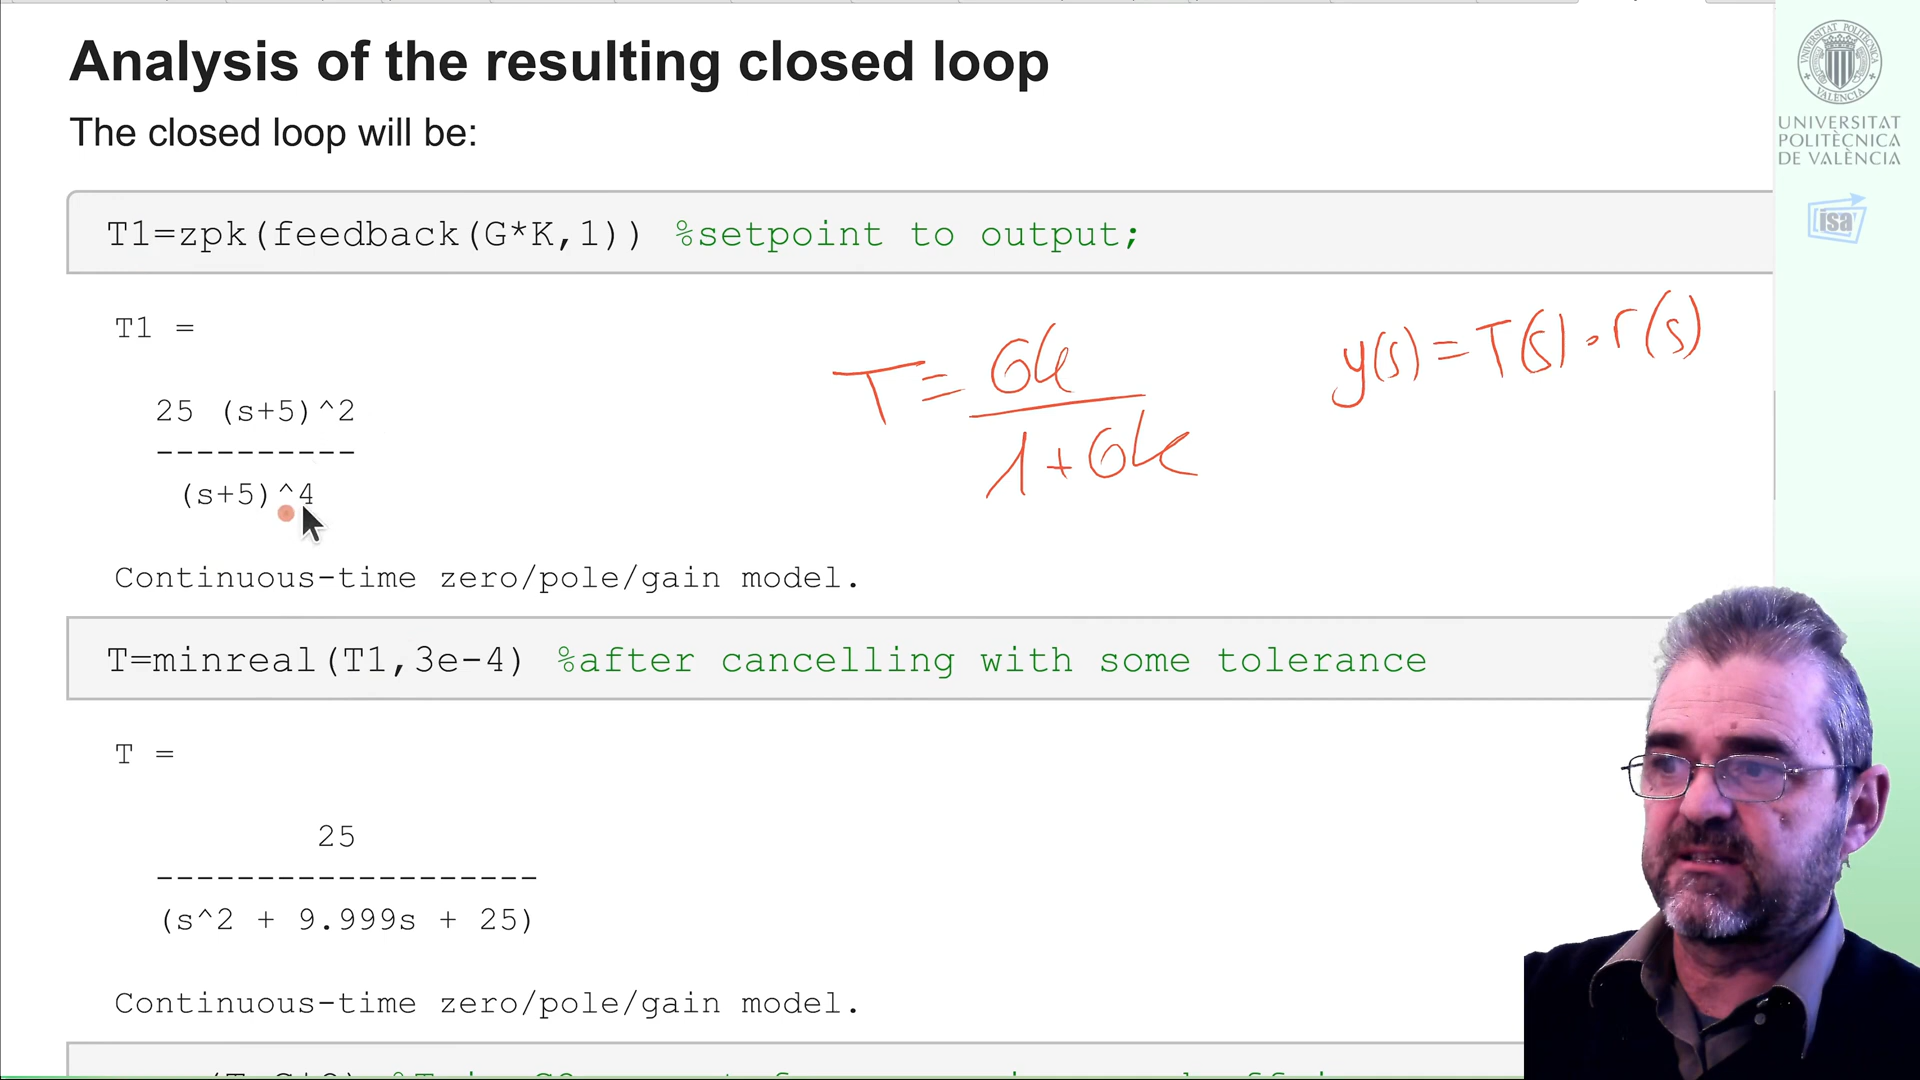 Analysis of the resulting closed loop
The closed loop will be:
T1=zpk(feedback(G*K,1)) %setpoint to output;
T1 =
25 (s+5)^2
----------
(s+5)^4
Continuous-time zero/pole/gain model.
T = GK
1+GK
y(s) = T(s) · r(s)
T=minreal(T1,3e-4) %after cancelling with some tolerance
T =
25
-------------------
(s^2 + 9.999s + 25)
Continuous-time zero/pole/gain model.
UNIVERSITAT
POLITÈCNICA
DE VALÈNCIA
isa